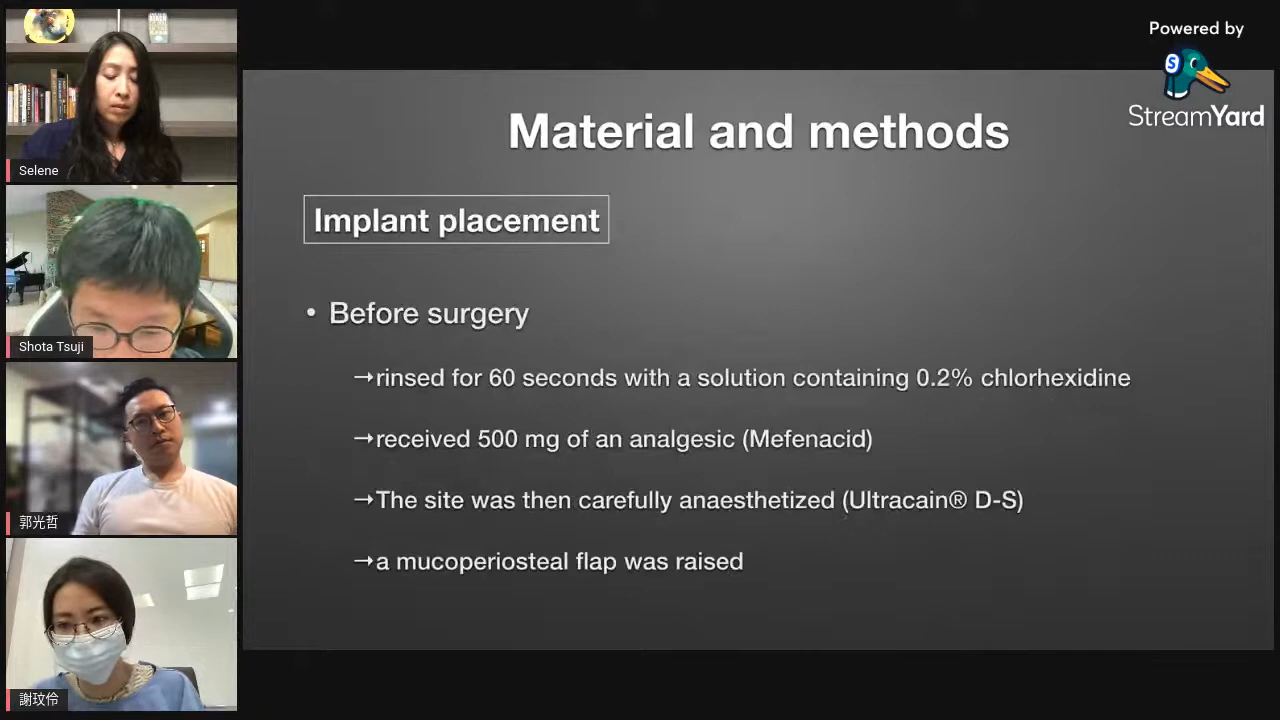 Powered by
S
StreamYard
Material and methods
Implant placement
• Before surgery
→rinsed for 60 seconds with a solution containing 0.2% chlorhexidine
→received 500 mg of an analgesic (Mefenacid)
→The site was then carefully anaesthetized (Ultracain® D-S)
→a mucoperiosteal flap was raised
Selene
Shota Tsuji
郭光哲
謝玟伶